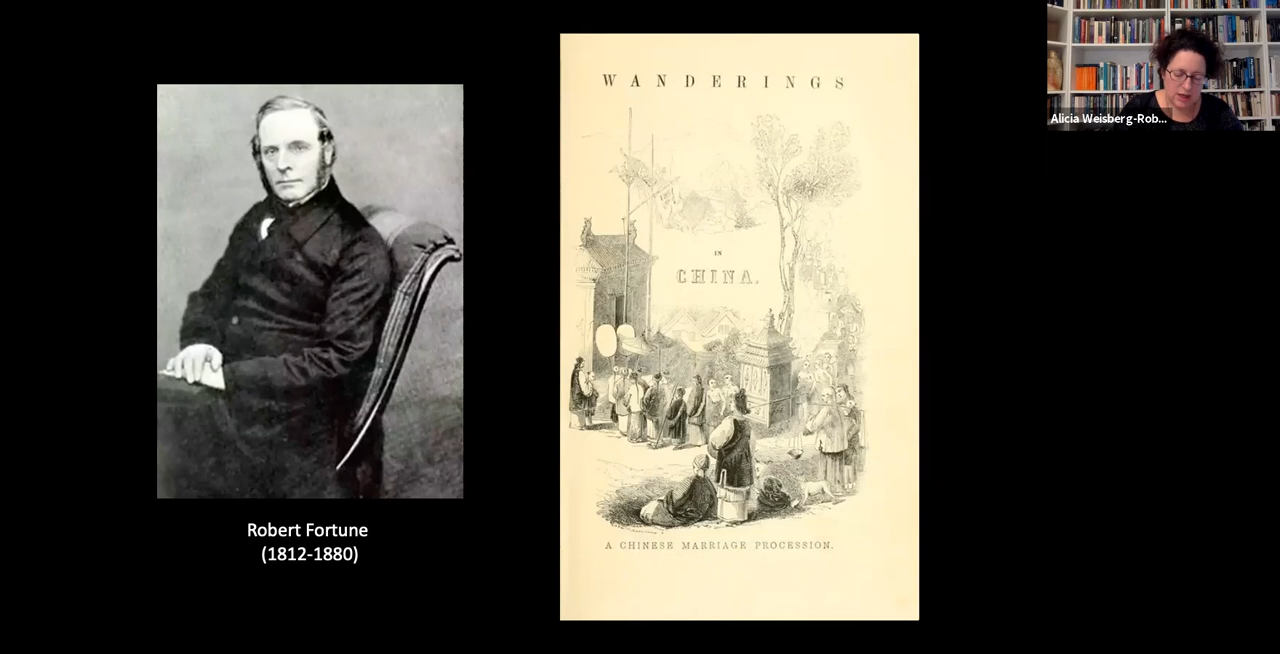 WANDERINGS
IN
CHINA.
A CHINESE MARRIAGE PROCESSION.
Robert Fortune
(1812-1880)
Alicia Weisberg-Rob...